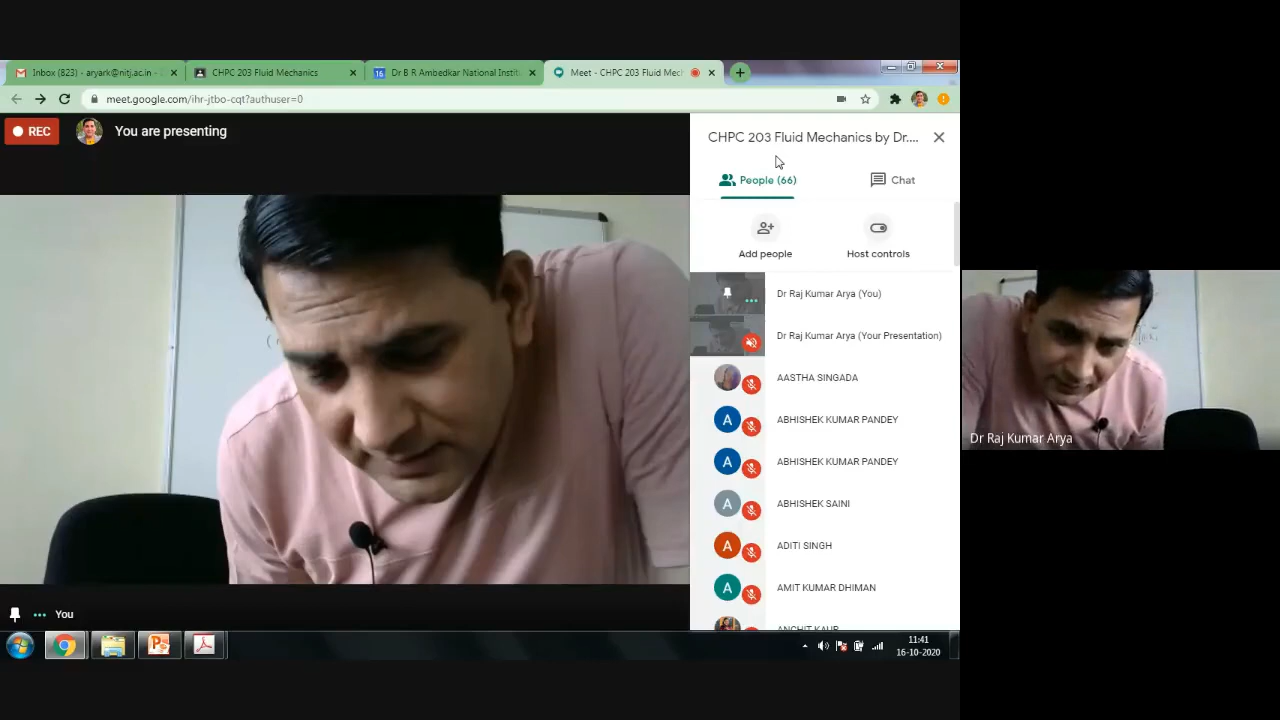 Inbox (823) - aryark@nitj.ac.in -
CHPC 203 Fluid Mechanics
Dr B R Ambedkar National Instit
Meet - CHPC 203 Fluid Mec
meet.google.com/ihr-jtbo-cqt?authuser=0
REC
You are presenting
CHPC 203 Fluid Mechanics by Dr....
People (66)
Chat
Add people
Host controls
Dr Raj Kumar Arya (You)
Dr Raj Kumar Arya (Your Presentation)
AASTHA SINGADA
A
ABHISHEK KUMAR PANDEY
A
ABHISHEK KUMAR PANDEY
A
ABHISHEK SAINI
A
ADITI SINGH
A
AMIT KUMAR DHIMAN
You
Dr Raj Kumar Arya
11:41
16-10-2020